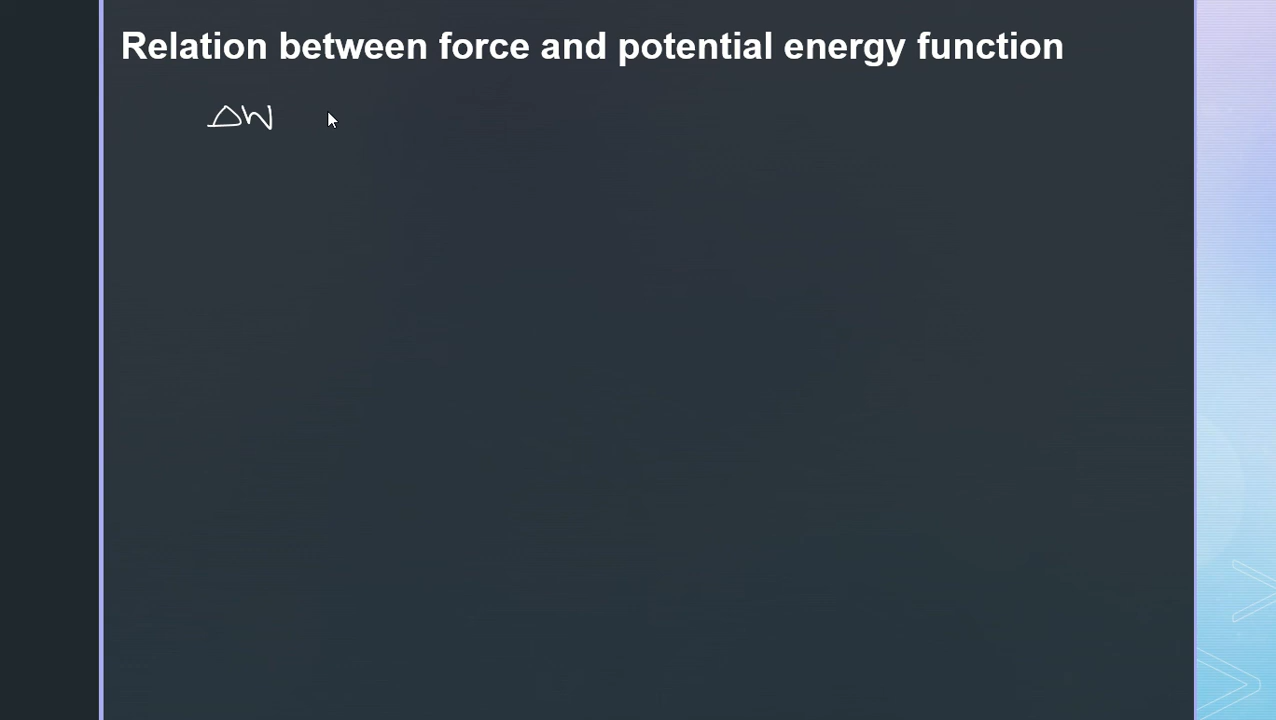 Relation between force and potential energy function
ΔW